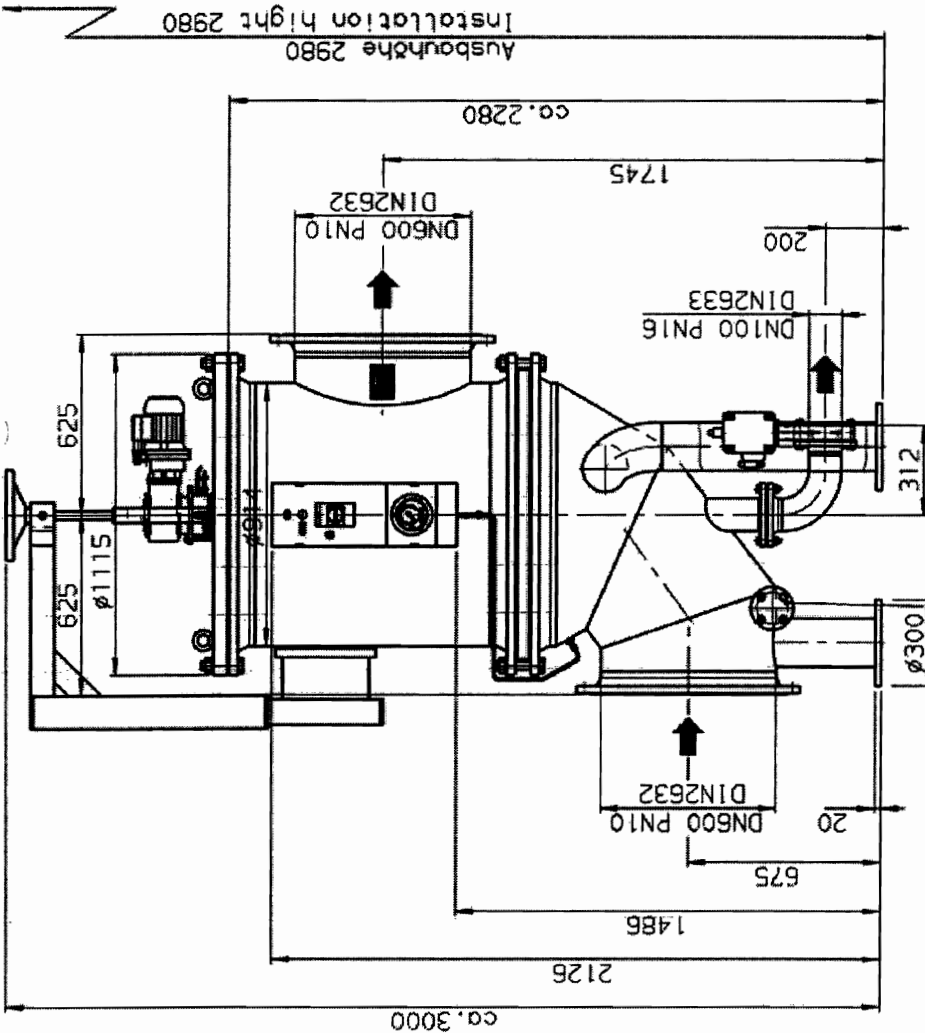 ca.3000
2126
1486
675
20
DN600 PN10
DIN2632
ø300
625
ø1115
ø914
312
625
DN100 PN16
DIN2633
200
DN600 PN10
DIN2632
1745
ca.2280
Ausbauhöhe 2980
Installation hight 2980